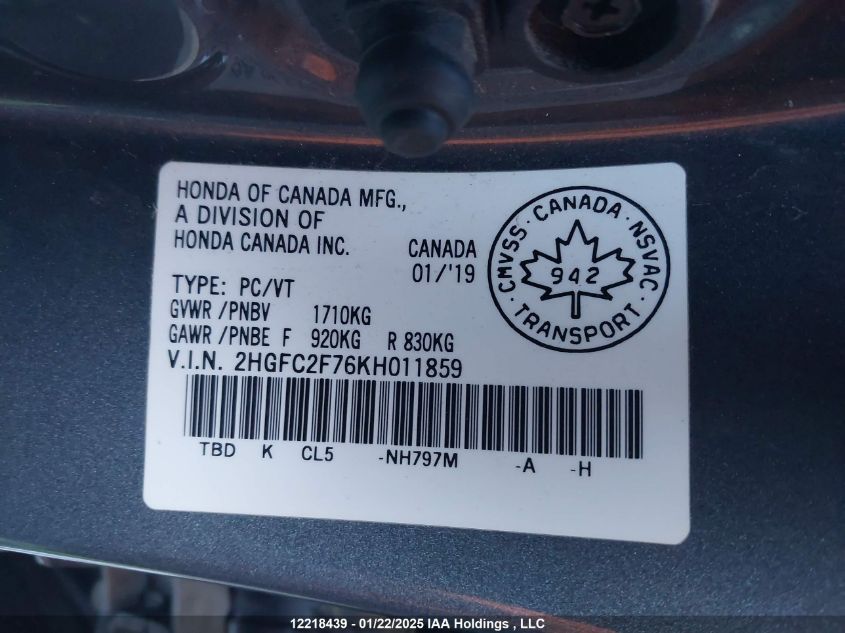 HONDA OF CANADA MFG.,
A DIVISION OF
HONDA CANADA INC.
CANADA
01/'19
TYPE: PC/VT
GVWR /PNBV 1710KG
GAWR /PNBE F 920KG R 830KG
V.I.N. 2HGFC2F76KH011859
TBD K CL5 -NH797M -A -H
CMVSS · CANADA · NSVAC
942
· TRANSPORT ·
12218439 - 01/22/2025 IAA Holdings , LLC